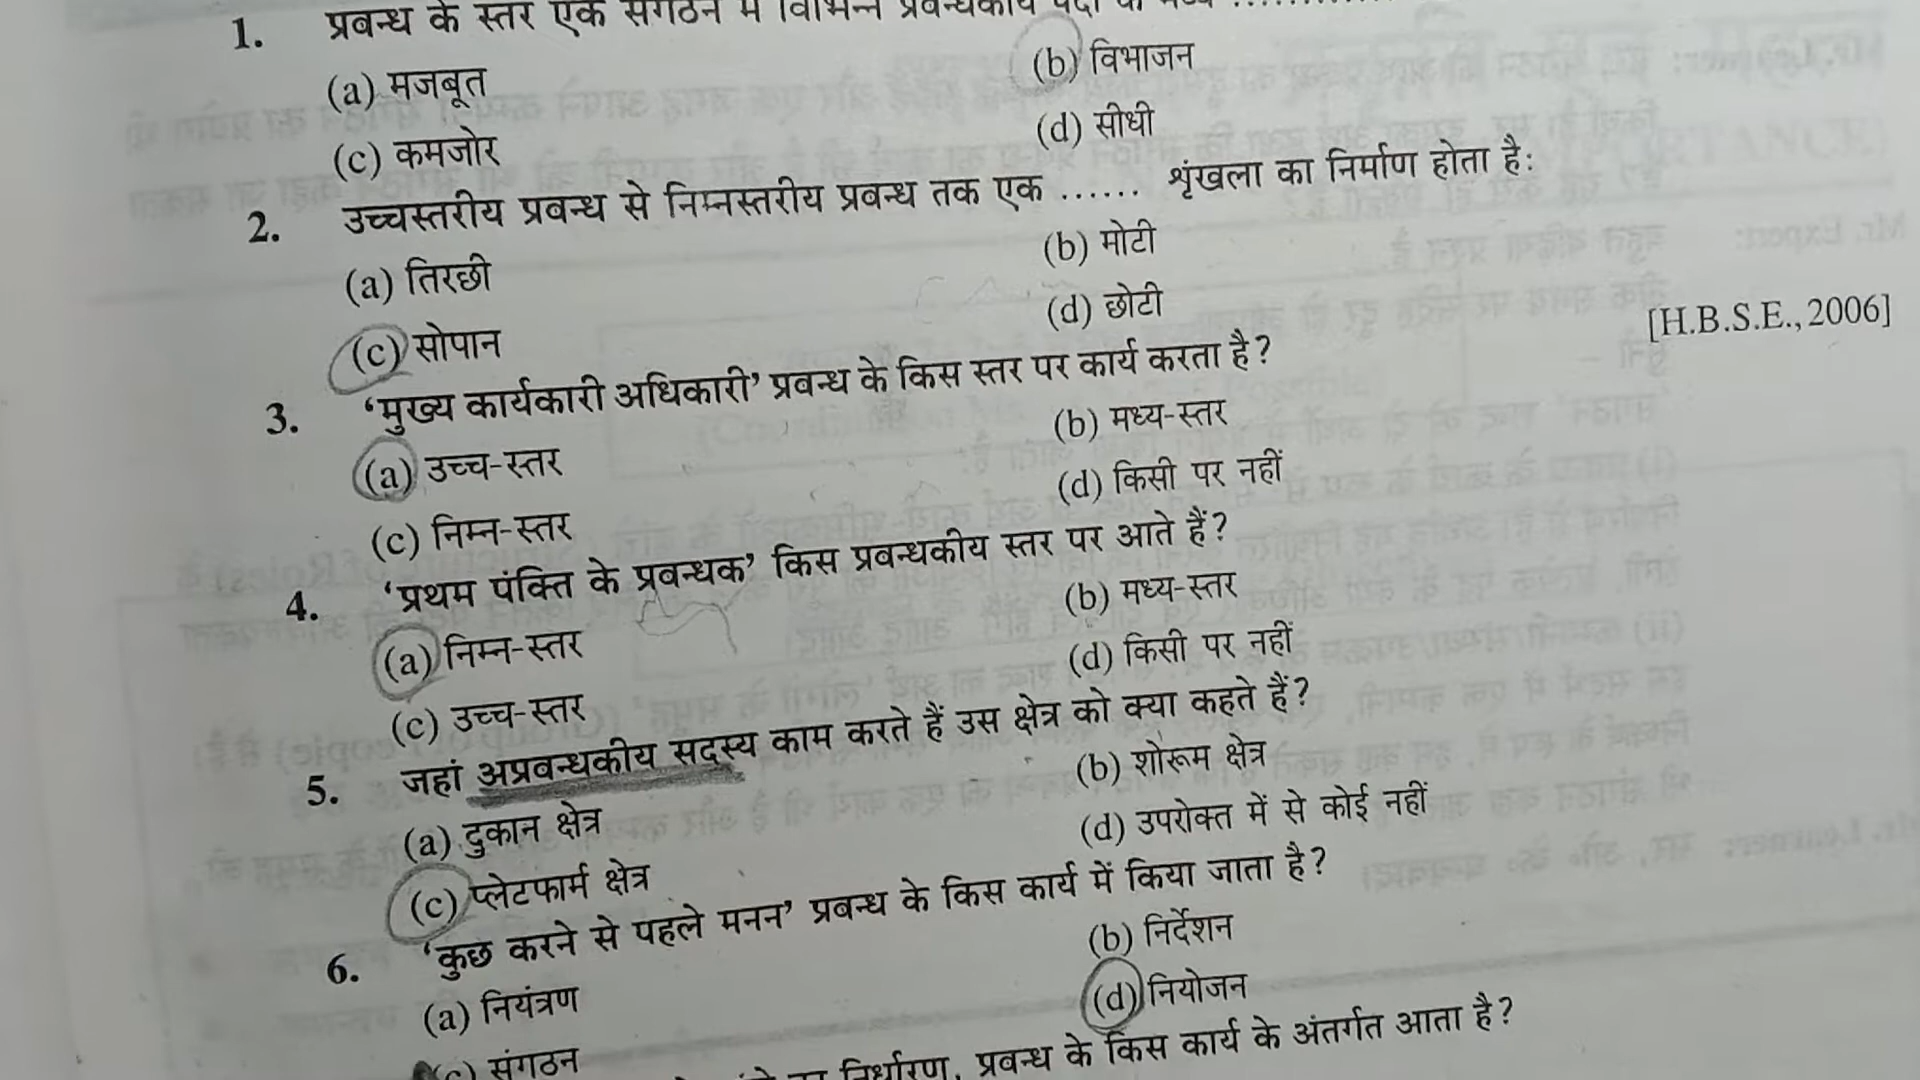 1. प्रबन्ध के स्तर एक संगठन में विभिन्न प्रबन्धकीय पदों के मध्य ............
(a) मजबूत (b) विभाजन
(c) कमजोर (d) सीधी
2. उच्चस्तरीय प्रबन्ध से निम्नस्तरीय प्रबन्ध तक एक ...... शृंखला का निर्माण होता है:
(a) तिरछी (b) मोटी
(c) सोपान (d) छोटी
[H.B.S.E., 2006]
3. ‘मुख्य कार्यकारी अधिकारी’ प्रबन्ध के किस स्तर पर कार्य करता है?
(a) उच्च-स्तर (b) मध्य-स्तर
(c) निम्न-स्तर (d) किसी पर नहीं
4. ‘प्रथम पंक्ति के प्रबन्धक’ किस प्रबन्धकीय स्तर पर आते हैं?
(a) निम्न-स्तर (b) मध्य-स्तर
(c) उच्च-स्तर (d) किसी पर नहीं
5. जहां अप्रबन्धकीय सदस्य काम करते हैं उस क्षेत्र को क्या कहते हैं?
(a) दुकान क्षेत्र (b) शोरूम क्षेत्र
(c) प्लेटफार्म क्षेत्र (d) उपरोक्त में से कोई नहीं
6. ‘कुछ करने से पहले मनन’ प्रबन्ध के किस कार्य में किया जाता है?
(a) नियंत्रण (b) निर्देशन
(c) संगठन (d) नियोजन
निर्धारण, प्रबन्ध के किस कार्य के अंतर्गत आता है?